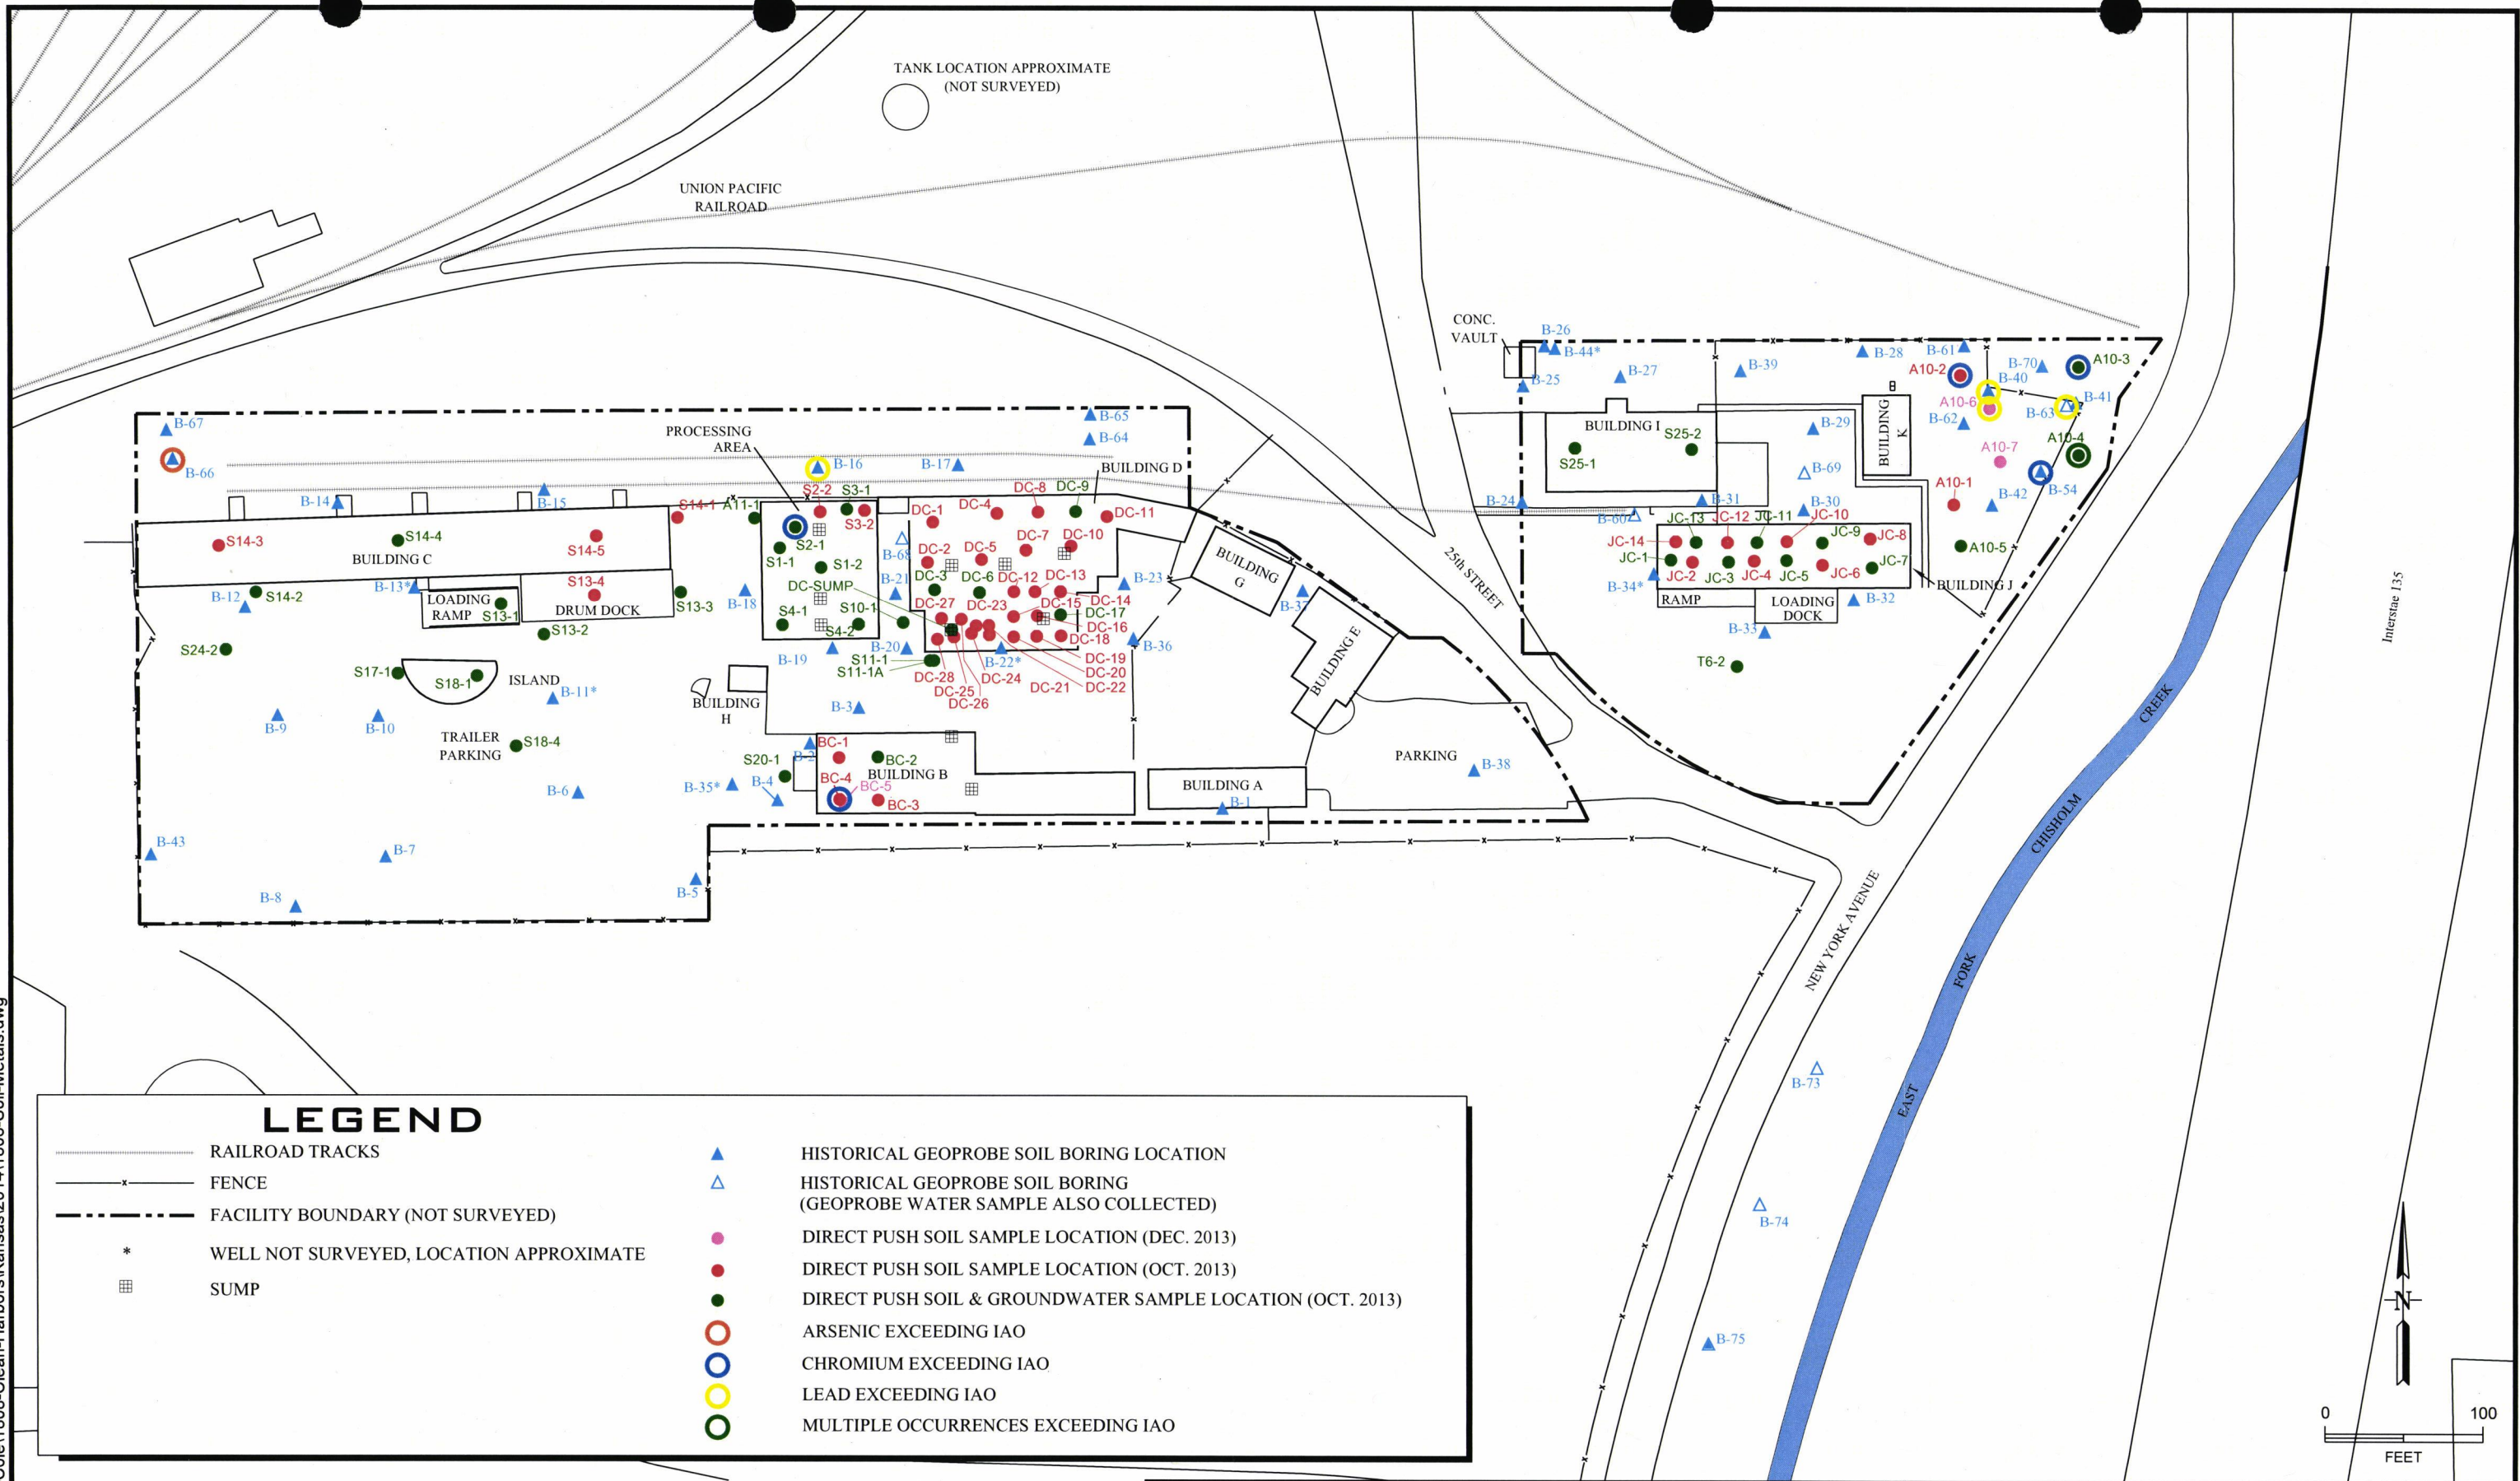 TANK LOCATION APPROXIMATE
(NOT SURVEYED)
UNION PACIFIC
RAILROAD
CONC.
VAULT
B-26
B-44*
B-25
B-27
B-39
B-28
B-61
A10-2
B-70
A10-3
B-40
A10-6
B-63
B-41
B-62
B-29
BUILDING
K
BUILDING I
S25-1
S25-2
A10-4
A10-7
B-54
B-69
A10-1
B-42
B-24
B-31
B-30
B-60
JC-13
JC-12
JC-11
JC-10
JC-14
JC-9
JC-8
JC-1
JC-2
JC-3
JC-4
JC-5
JC-6
JC-7
A10-5
B-34*
BUILDING J
RAMP
LOADING
DOCK
B-32
B-33
T6-2
B-67
B-66
PROCESSING
AREA
B-65
B-64
B-16
B-17
BUILDING D
B-14
B-15
S14-1
A11-1
S2-2
S3-1
S3-2
DC-1
DC-4
DC-8
DC-9
DC-11
S14-3
S14-4
S14-5
BUILDING C
S2-1
S1-1
S1-2
B-68
DC-2
DC-5
DC-7
DC-10
DC-SUMP
B-21
DC-3
DC-6
DC-12
DC-13
B-23
B-12
S14-2
B-13*
LOADING
RAMP
S13-1
S13-4
DRUM DOCK
S13-3
B-18
S4-1
S4-2
S10-1
DC-27
DC-23
DC-15
DC-14
DC-17
DC-16
DC-18
S13-2
S24-2
B-19
B-20
S11-1
S11-1A
B-22*
DC-19
DC-20
DC-28
DC-24
DC-25
DC-21
DC-22
DC-26
B-36
BUILDING
G
B-37
BUILDING E
25th STREET
S17-1
S18-1
ISLAND
B-11*
BUILDING
H
B-3
B-9
B-10
TRAILER
PARKING
S18-4
B-2
BC-1
BC-2
S20-1
BUILDING B
B-35*
B-4
BC-4
BC-5
BC-3
BUILDING A
B-1
PARKING
B-38
B-6
B-43
B-7
B-8
B-5
NEW YORK AVENUE
EAST
FORK
CHISHOLM
CREEK
Interstae 135
B-73
B-74
B-75
LEGEND
RAILROAD TRACKS
FENCE
FACILITY BOUNDARY (NOT SURVEYED)
* WELL NOT SURVEYED, LOCATION APPROXIMATE
SUMP
HISTORICAL GEOPROBE SOIL BORING LOCATION
HISTORICAL GEOPROBE SOIL BORING
(GEOPROBE WATER SAMPLE ALSO COLLECTED)
DIRECT PUSH SOIL SAMPLE LOCATION (DEC. 2013)
DIRECT PUSH SOIL SAMPLE LOCATION (OCT. 2013)
DIRECT PUSH SOIL & GROUNDWATER SAMPLE LOCATION (OCT. 2013)
ARSENIC EXCEEDING IAO
CHROMIUM EXCEEDING IAO
LEAD EXCEEDING IAO
MULTIPLE OCCURRENCES EXCEEDING IAO
N
0 100
FEET